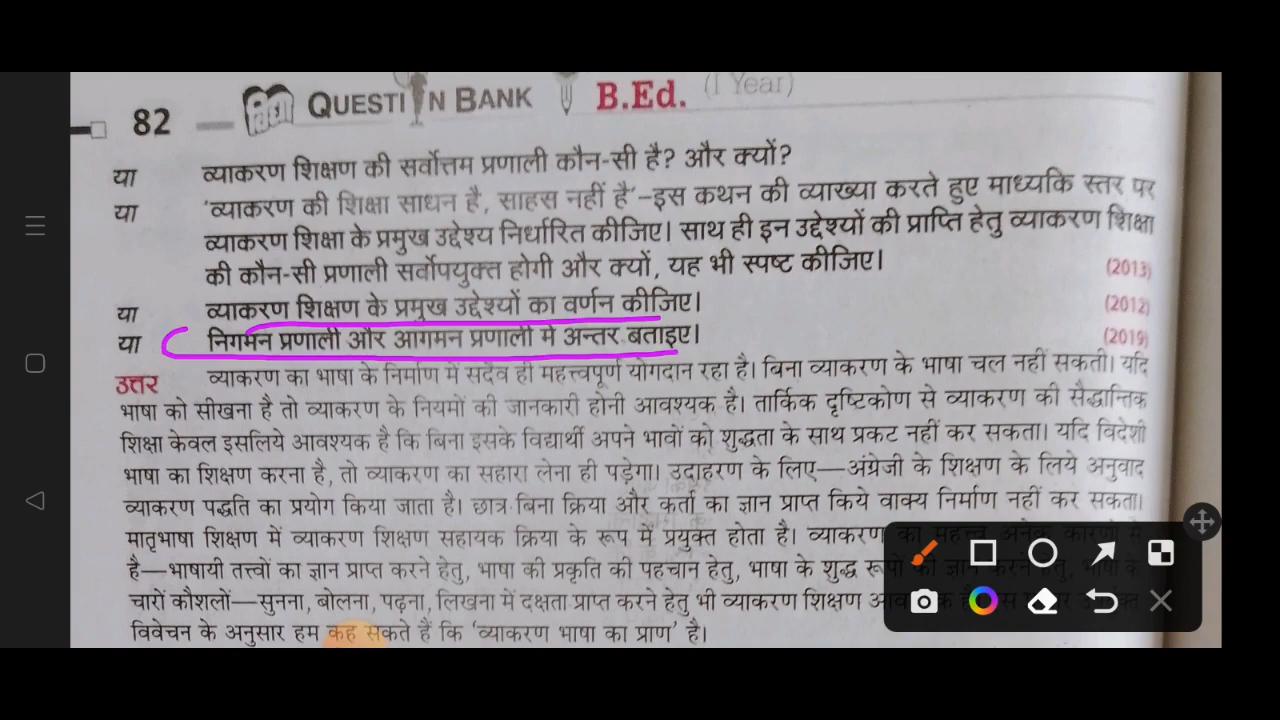 82 QUESTI N BANK B.Ed. (I Year)
या व्याकरण शिक्षण की सर्वोत्तम प्रणाली कौन-सी है? और क्यों?
या 'व्याकरण की शिक्षा साधन है, साहस नहीं है'-इस कथन की व्याख्या करते हुए माध्यकि स्तर पर
व्याकरण शिक्षा के प्रमुख उद्देश्य निर्धारित कीजिए। साथ ही इन उद्देश्यों की प्राप्ति हेतु व्याकरण शिक्षा
की कौन-सी प्रणाली सर्वोपयुक्त होगी और क्यों, यह भी स्पष्ट कीजिए। (2013)
या व्याकरण शिक्षण के प्रमुख उद्देश्यों का वर्णन कीजिए। (2012)
या निगमन प्रणाली और आगमन प्रणाली में अन्तर बताइए। (2019)
उत्तर व्याकरण का भाषा के निर्माण में सदैव ही महत्त्वपूर्ण योगदान रहा है। बिना व्याकरण के भाषा चल नहीं सकती। यदि
भाषा को सीखना है तो व्याकरण के नियमों की जानकारी होनी आवश्यक है। तार्किक दृष्टिकोण से व्याकरण की सैद्धान्तिक
शिक्षा केवल इसलिये आवश्यक है कि बिना इसके विद्यार्थी अपने भावों को शुद्धता के साथ प्रकट नहीं कर सकता। यदि विदेशी
भाषा का शिक्षण करना है, तो व्याकरण का सहारा लेना ही पड़ेगा। उदाहरण के लिए—अंग्रेजी के शिक्षण के लिये अनुवाद
व्याकरण पद्धति का प्रयोग किया जाता है। छात्र बिना क्रिया और कर्ता का ज्ञान प्राप्त किये वाक्य निर्माण नहीं कर सकता।
मातृभाषा शिक्षण में व्याकरण शिक्षण सहायक क्रिया के रूप में प्रयुक्त होता है। व्याकरण का महत्त्व अनेक कारणों से
है—भाषायी तत्त्वों का ज्ञान प्राप्त करने हेतु, भाषा की प्रकृति की पहचान हेतु, भाषा के शुद्ध रूपों को ज्ञान करने हेतु, भाषा के
चारों कौशलों—सुनना, बोलना, पढ़ना, लिखना में दक्षता प्राप्त करने हेतु भी व्याकरण शिक्षण
विवेचन के अनुसार हम कह सकते हैं कि 'व्याकरण भाषा का प्राण' है।